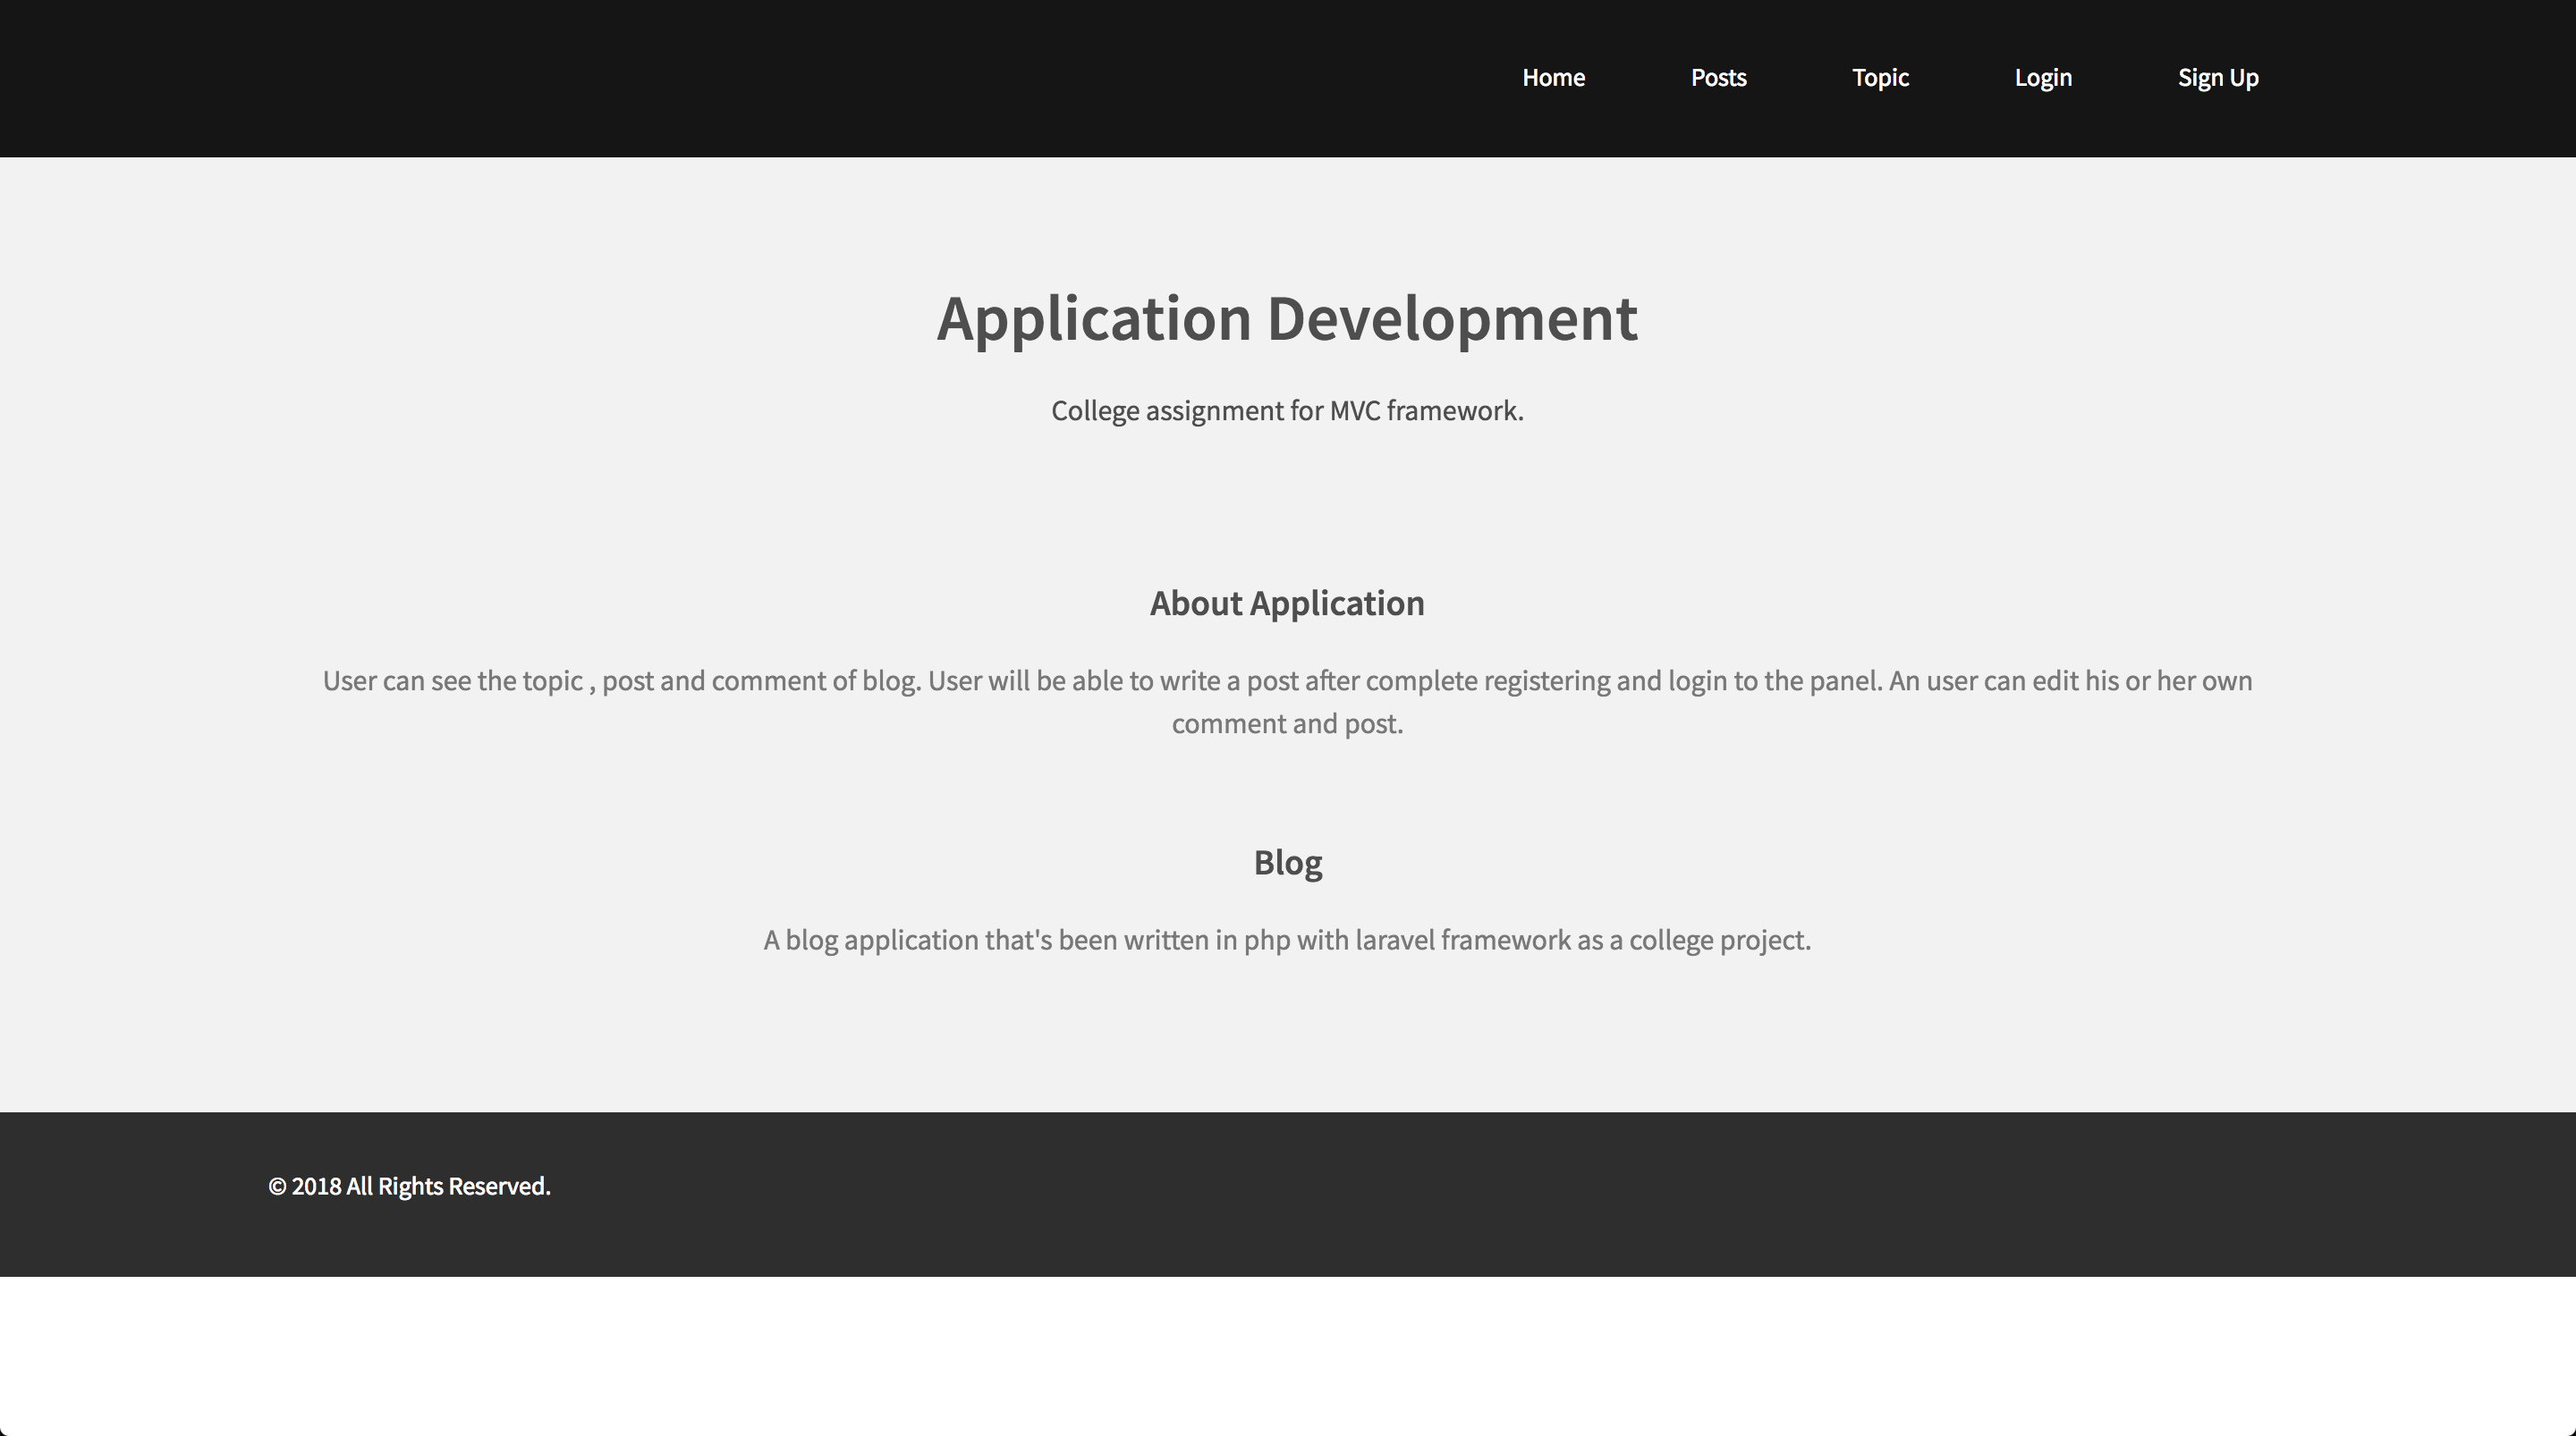 Home Posts Topic Login Sign Up
Application Development
College assignment for MVC framework.
About Application
User can see the topic , post and comment of blog. User will be able to write a post after complete registering and login to the panel. An user can edit his or her own
comment and post.
Blog
A blog application that's been written in php with laravel framework as a college project.
© 2018 All Rights Reserved.